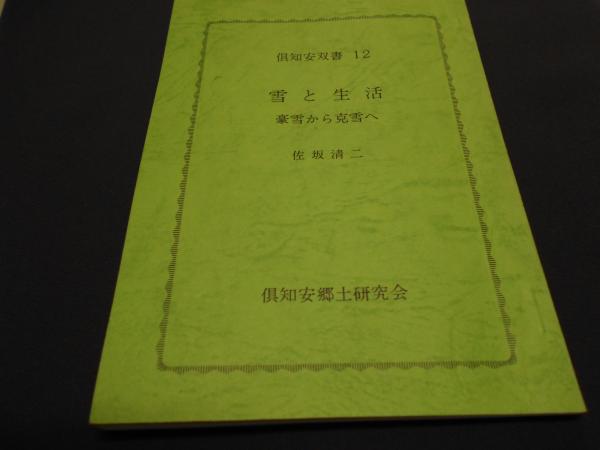 倶知安双書 12
雪と生活
豪雪から克雪へ
佐坂清二
倶知安郷土研究会